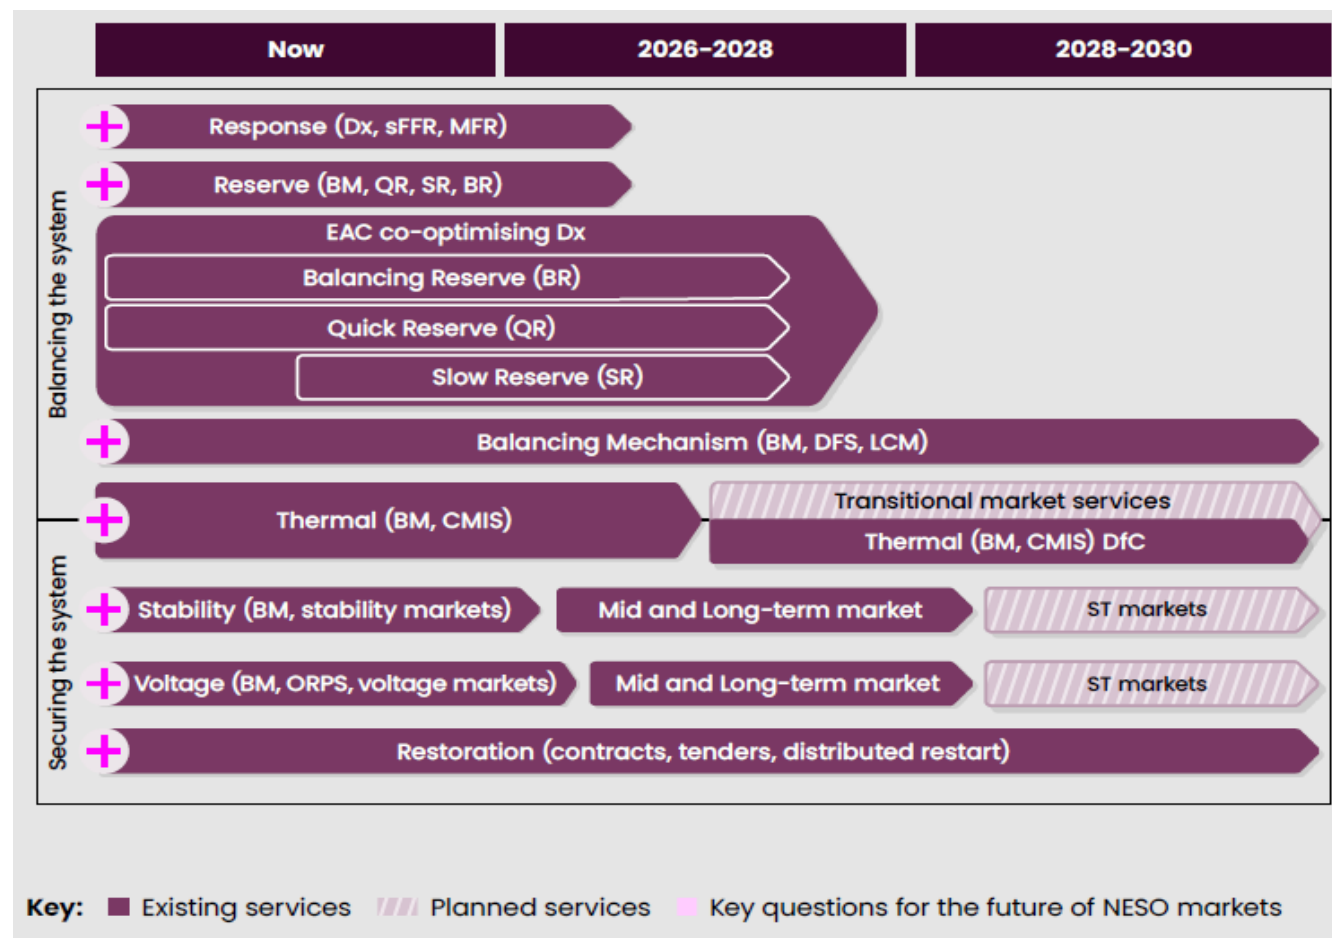 Now
2026-2028
2028-2030
Balancing the system
Response (Dx, sFFR, MFR)
Reserve (BM, QR, SR, BR)
EAC co-optimising Dx
Balancing Reserve (BR)
Quick Reserve (QR)
Slow Reserve (SR)
Balancing Mechanism (BM, DFS, LCM)
Thermal (BM, CMIS)
Transitional market services
Thermal (BM, CMIS) DfC
Securing the system
Stability (BM, stability markets)
Mid and Long-term market
ST markets
Voltage (BM, ORPS, voltage markets)
Mid and Long-term market
ST markets
Restoration (contracts, tenders, distributed restart)
Key: Existing services Planned services Key questions for the future of NESO markets